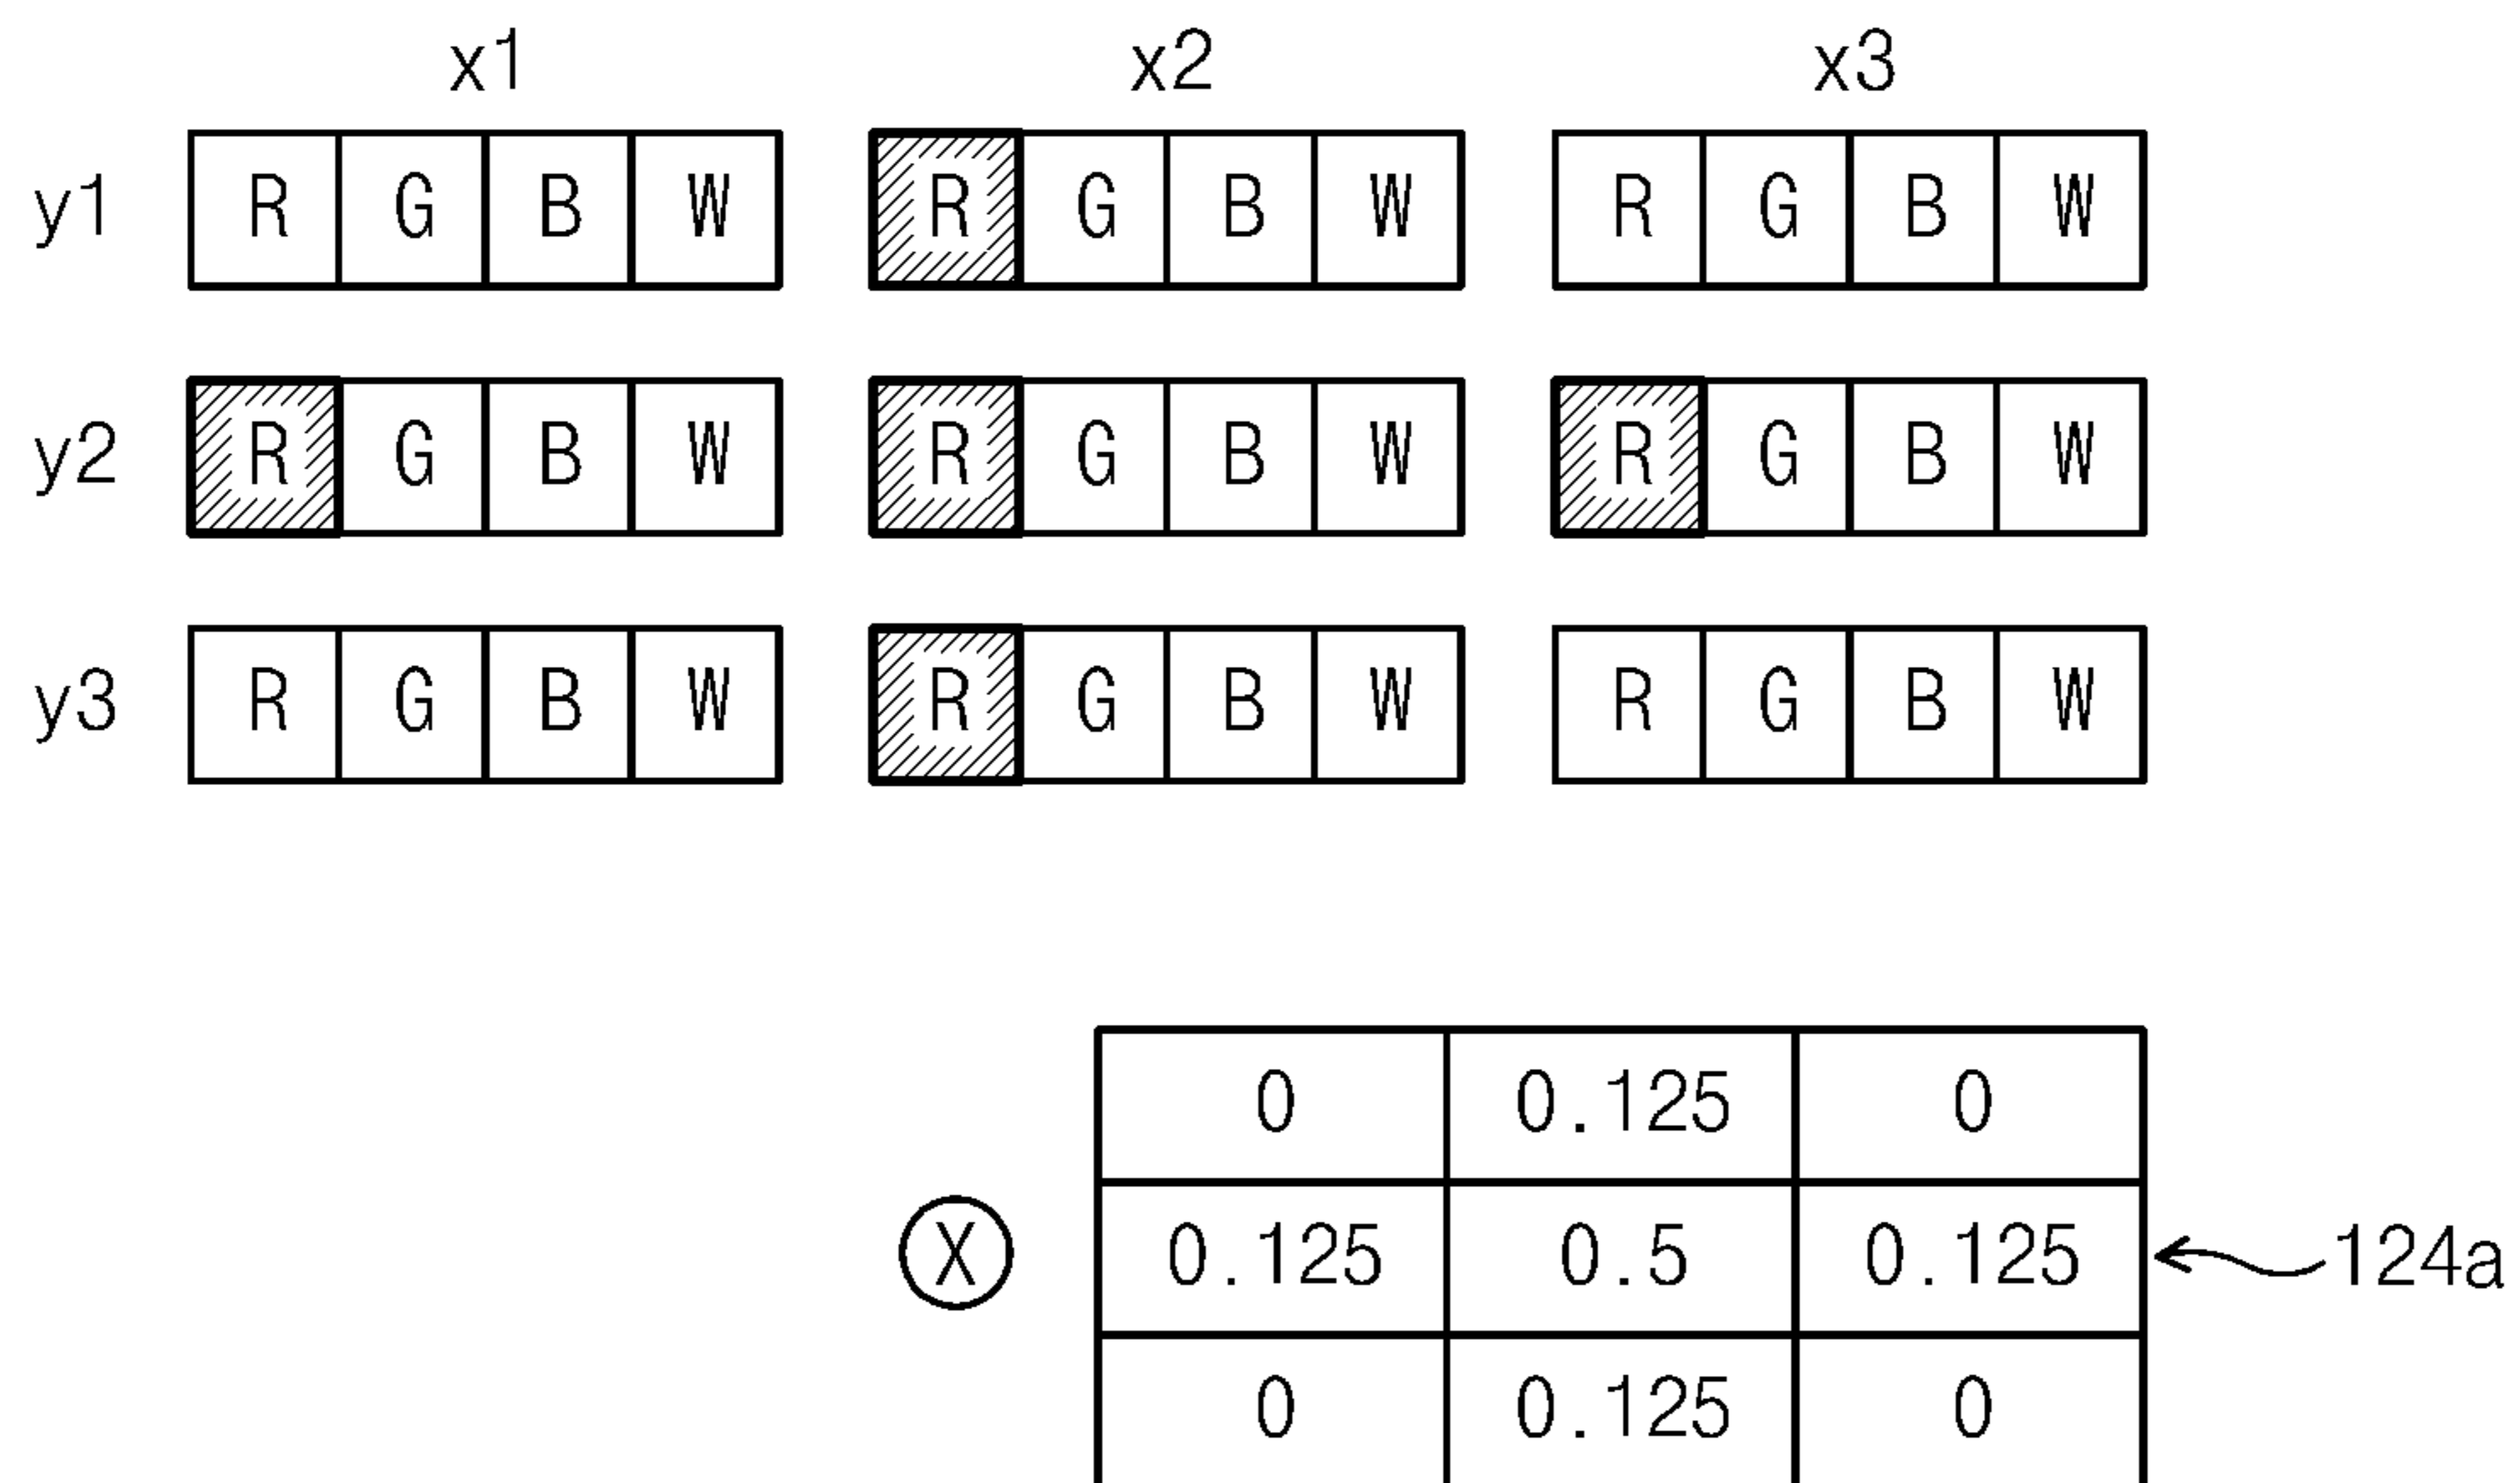 x1 x2 x3
y1 R G B W R G B W R G B W
y2 R G B W R G B W R G B W
y3 R G B W R G B W R G B W
0 0.125 0
X 0.125 0.5 0.125 124a
0 0.125 0